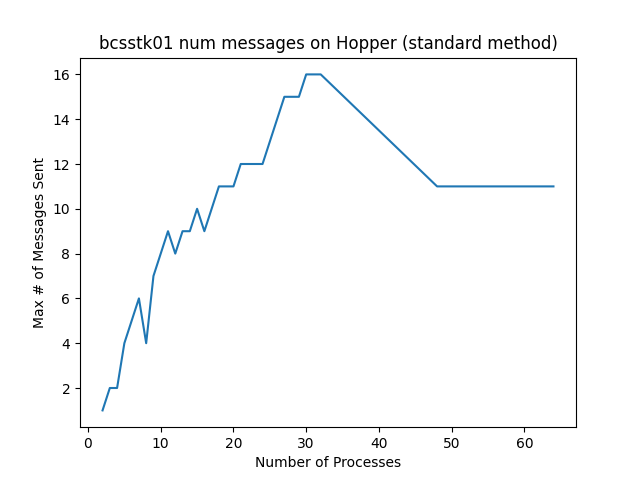 bcsstk01 num messages on Hopper (standard method)
16
14
12
10
8
6
4
2
Max # of Messages Sent
0 10 20 30 40 50 60
Number of Processes